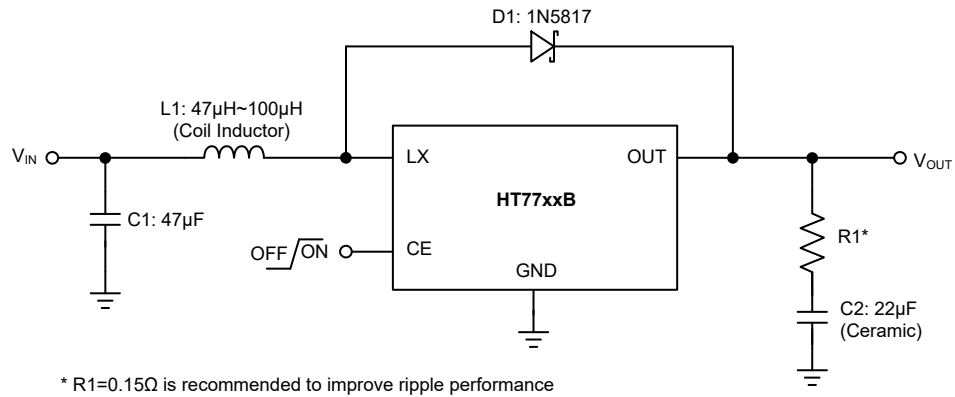 D1: 1N5817
L1: 47µH~100µH
(Coil Inductor)
VIN
LX
OUT
VOUT
HT77xxB
C1: 47µF
R1*
OFF/ON
CE
GND
C2: 22µF
(Ceramic)
* R1=0.15Ω is recommended to improve ripple performance